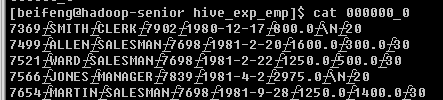 [beifeng@hadoop-senior hive_exp_emp]$ cat 000000_0
7369/SMITH/CLERK/7902/1980-12-17/800.0/\N/20
7499/ALLEN/SALESMAN/7698/1981-2-20/1600.0/300.0/30
7521/WARD/SALESMAN/7698/1981-2-22/1250.0/500.0/30
7566/JONES/MANAGER/7839/1981-4-2/2975.0/\N/20
7654/MARTIN/SALESMAN/7698/1981-9-28/1250.0/1400.0/30